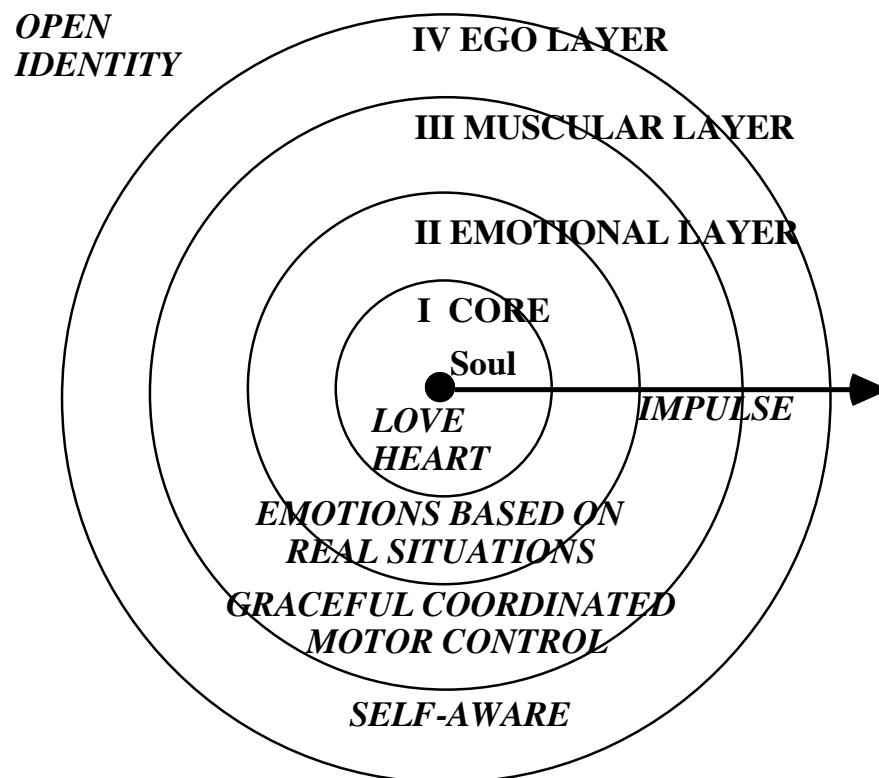 OPEN
IDENTITY
IV EGO LAYER
III MUSCULAR LAYER
II EMOTIONAL LAYER
I CORE
Soul
IMPULSE
LOVE
HEART
EMOTIONS BASED ON
REAL SITUATIONS
GRACEFUL COORDINATED
MOTOR CONTROL
SELF-AWARE